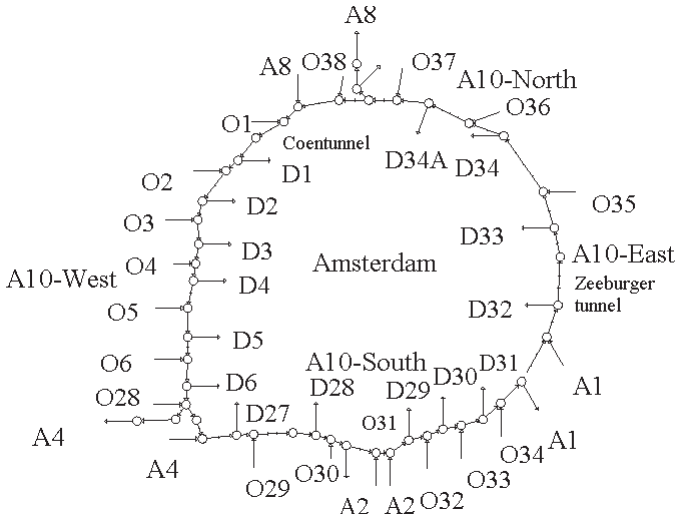 A8
A8
O38
O37
A10-North
O36
O1
Coentunnel
D1
D34A
D34
O2
D2
O35
O3
D33
D3
O4
Amsterdam
A10-East
A10-West
D4
Zeeburger
tunnel
O5
D32
D5
A10-South
O6
D31
D6
D28
D29
D30
A1
O28
D27
O31
A4
A4
O34
A1
O30
O33
O29
A2
A2
O32